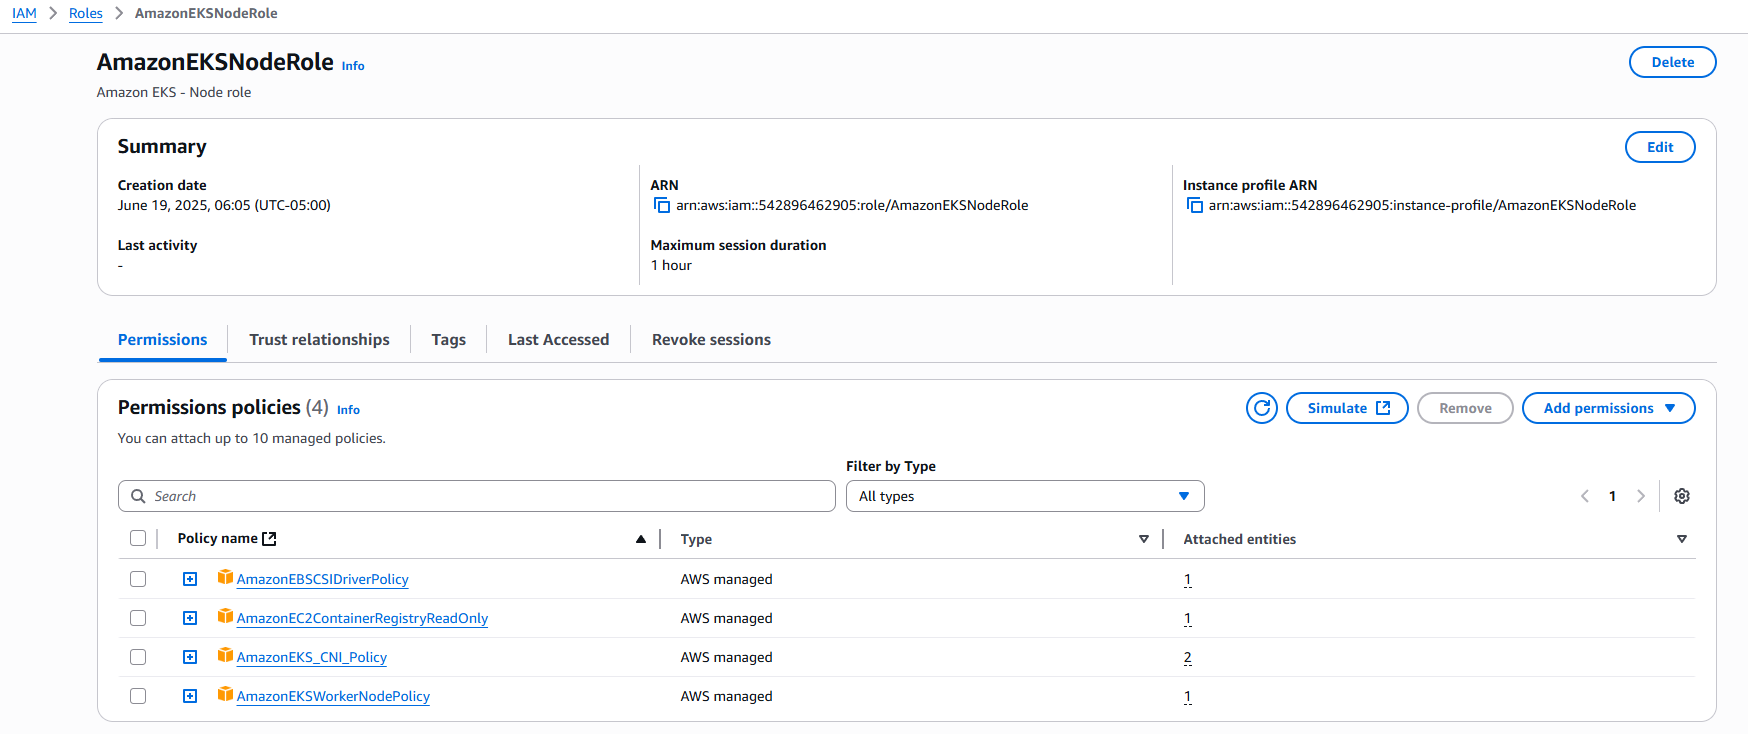 IAM > Roles > AmazonEKSNodeRole
AmazonEKSNodeRole Info
Delete
Amazon EKS - Node role
Summary
Edit
Creation date
June 19, 2025, 06:05 (UTC-05:00)
ARN
arn:aws:iam::542896462905:role/AmazonEKSNodeRole
Instance profile ARN
arn:aws:iam::542896462905:instance-profile/AmazonEKSNodeRole
Last activity
-
Maximum session duration
1 hour
Permissions
Trust relationships
Tags
Last Accessed
Revoke sessions
Permissions policies (4) Info
Simulate
Remove
Add permissions
You can attach up to 10 managed policies.
Filter by Type
Search
All types
1
Policy name
Type
Attached entities
AmazonEBSCSIDriverPolicy
AWS managed
1
AmazonEC2ContainerRegistryReadOnly
AWS managed
1
AmazonEKS_CNI_Policy
AWS managed
2
AmazonEKSWorkerNodePolicy
AWS managed
1